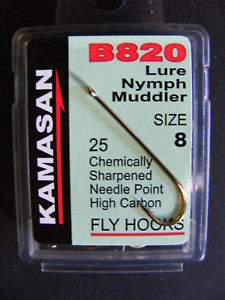 KAMASAN
B820
Lure
Nymph
Muddler
SIZE
8
25
Chemically
Sharpened
Needle Point
High Carbon
FLY HOOKS